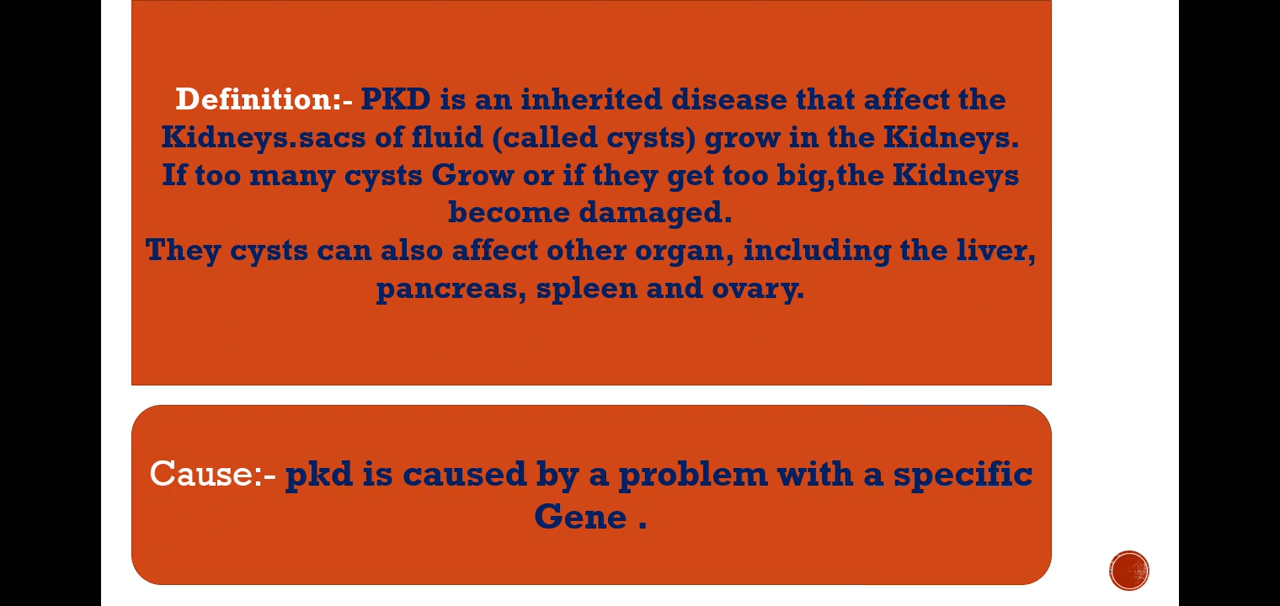 Definition:- PKD is an inherited disease that affect the
Kidneys.sacs of fluid (called cysts) grow in the Kidneys.
If too many cysts Grow or if they get too big,the Kidneys
become damaged.
They cysts can also affect other organ, including the liver,
pancreas, spleen and ovary.
Cause:- pkd is caused by a problem with a specific
Gene .